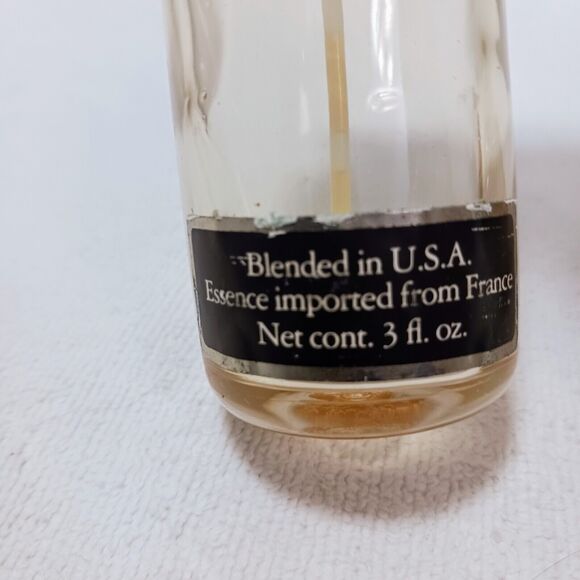 Blended in U.S.A.
Essence imported from France
Net cont. 3 fl. oz.